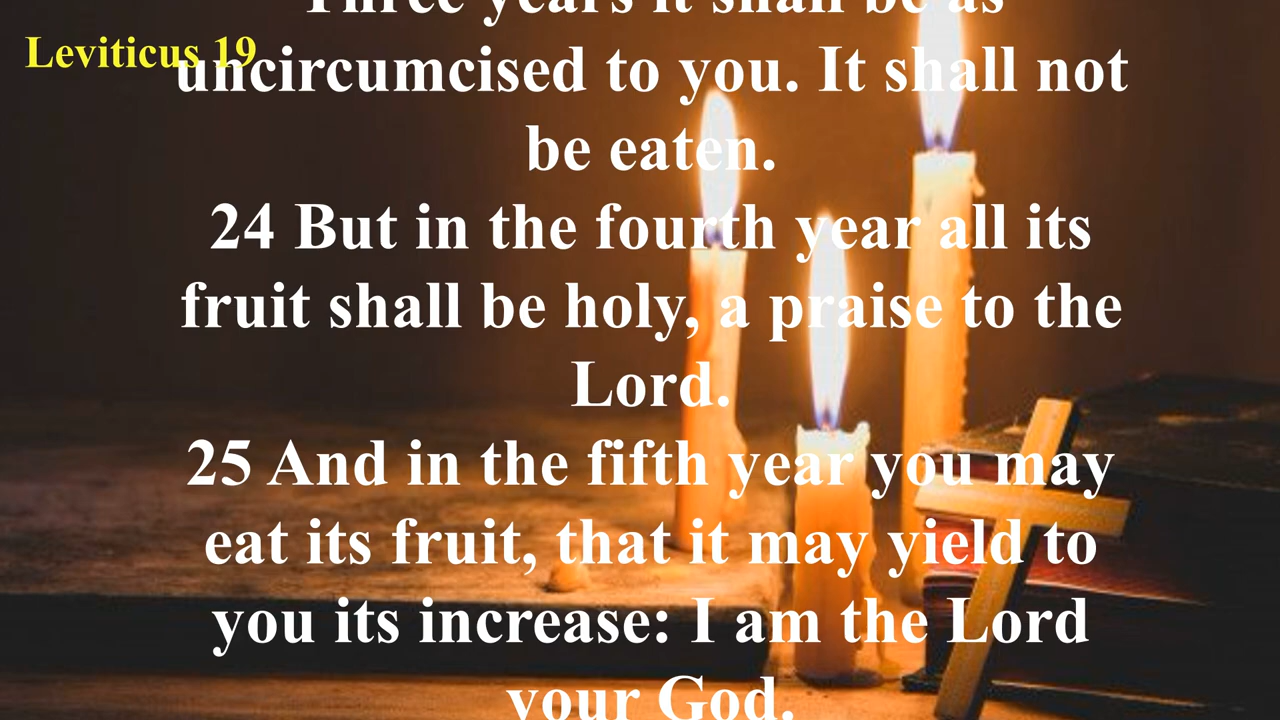 Three years it shall be as
Leviticus 19
uncircumcised to you. It shall not
be eaten.
24 But in the fourth year all its
fruit shall be holy, a praise to the
Lord.
25 And in the fifth year you may
eat its fruit, that it may yield to
you its increase: I am the Lord
your God.